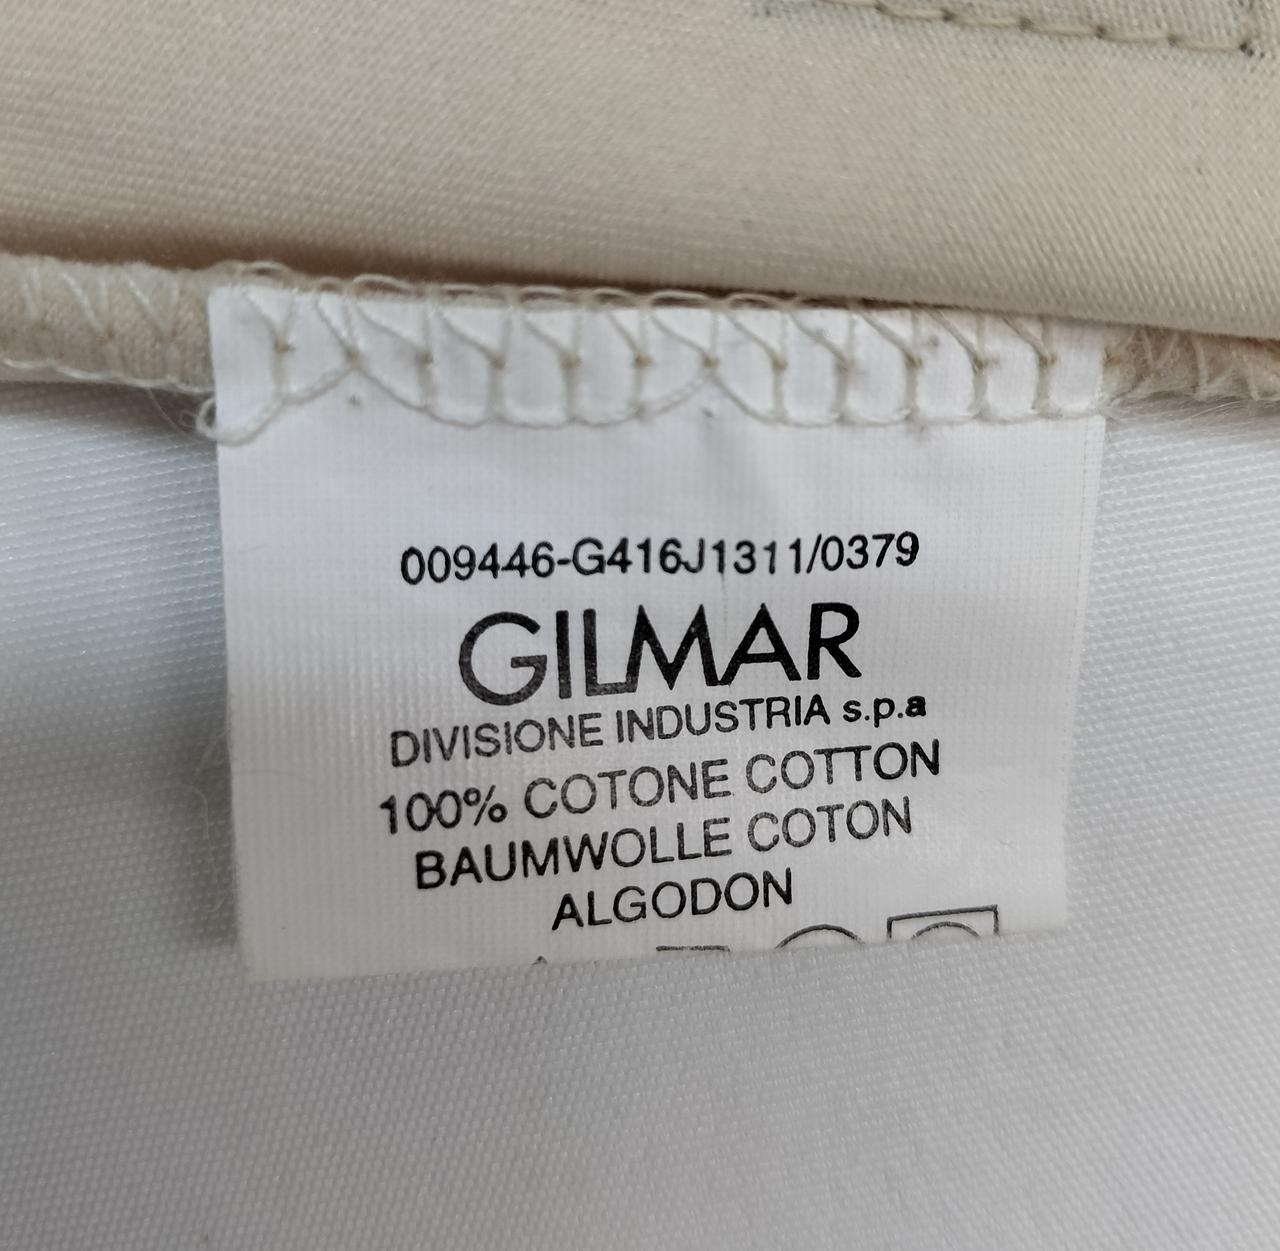 009446-G416J1311/0379
GILMAR
DIVISIONE INDUSTRIA s.p.a
100% COTONE COTTON
BAUMWOLLE COTON
ALGODON